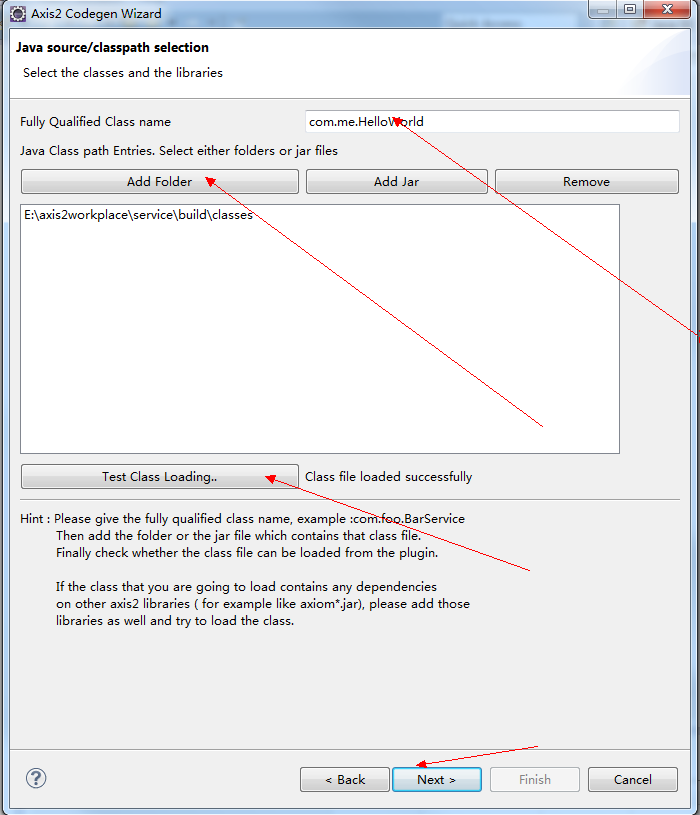 Axis2 Codegen Wizard
Java source/classpath selection
Select the classes and the libraries
Fully Qualified Class name
com.me.HelloWorld
Java Class path Entries. Select either folders or jar files
Add Folder
Add Jar
Remove
E:\axis2workplace\service\build\classes
Test Class Loading..
Class file loaded successfully
Hint : Please give the fully qualified class name, example :com.foo.BarService
Then add the folder or the jar file which contains that class file.
Finally check whether the class file can be loaded from the plugin.
If the class that you are going to load contains any dependencies
on other axis2 libraries ( for example like axiom*.jar), please add those
libraries as well and try to load the class.
?
< Back
Next >
Finish
Cancel